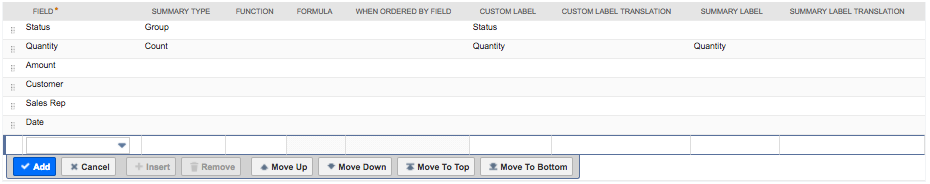 FIELD* SUMMARY TYPE FUNCTION FORMULA WHEN ORDERED BY FIELD CUSTOM LABEL CUSTOM LABEL TRANSLATION SUMMARY LABEL SUMMARY LABEL TRANSLATION
Status Group Status
Quantity Count Quantity Quantity
Amount
Customer
Sales Rep
Date
Add Cancel Insert Remove Move Up Move Down Move To Top Move To Bottom